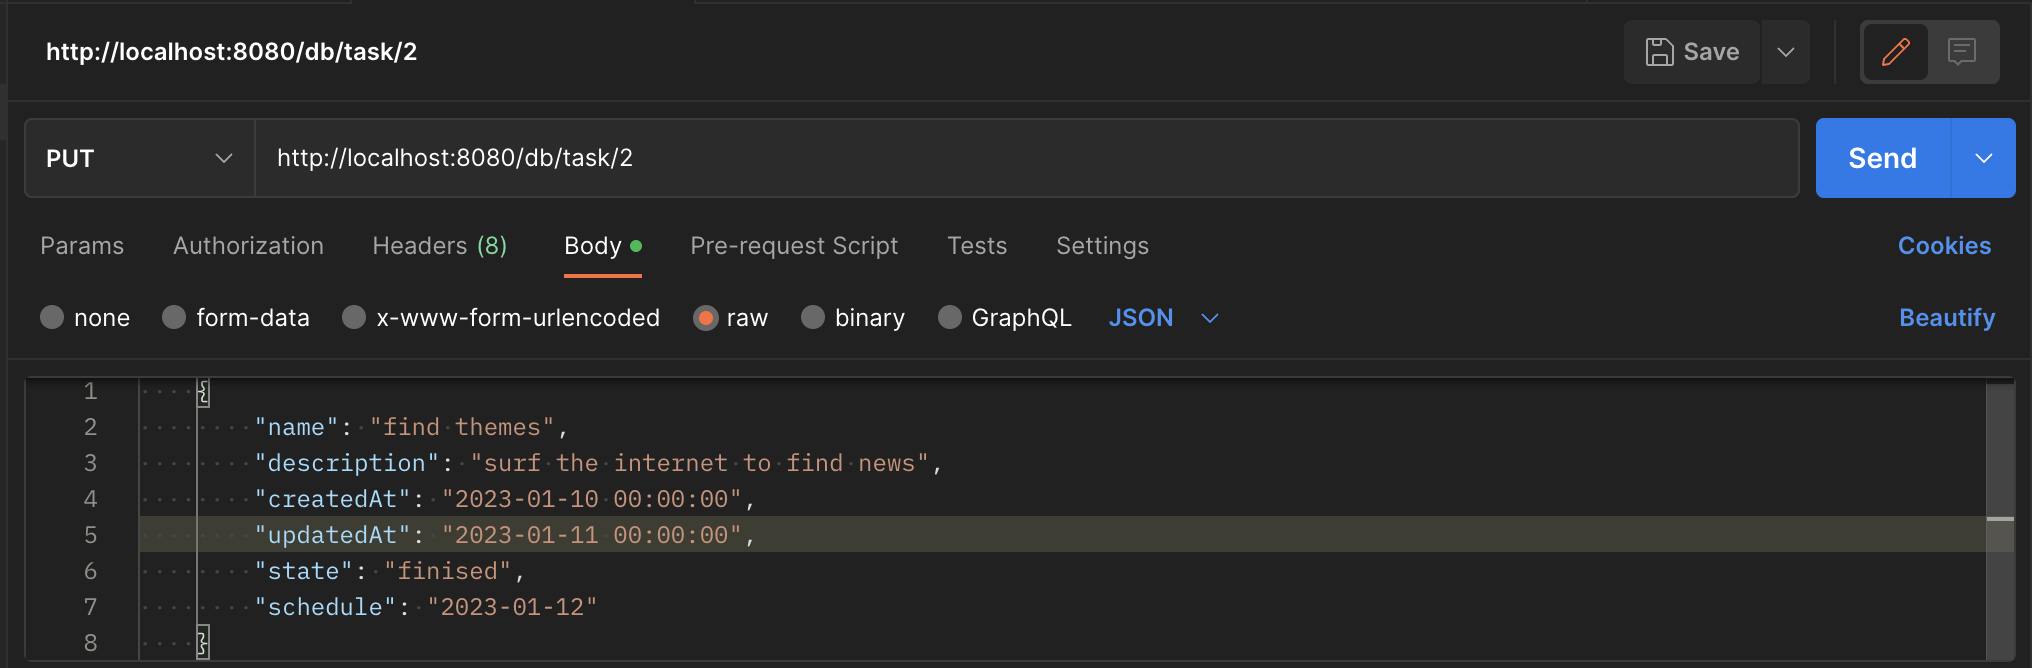 http://localhost:8080/db/task/2
Save
PUT
http://localhost:8080/db/task/2
Send
Params Authorization Headers (8) Body Pre-request Script Tests Settings Cookies
none form-data x-www-form-urlencoded raw binary GraphQL JSON Beautify
1 {
2 "name": "find themes",
3 "description": "surf the internet to find news",
4 "createdAt": "2023-01-10 00:00:00",
5 "updatedAt": "2023-01-11 00:00:00",
6 "state": "finised",
7 "schedule": "2023-01-12"
8 }